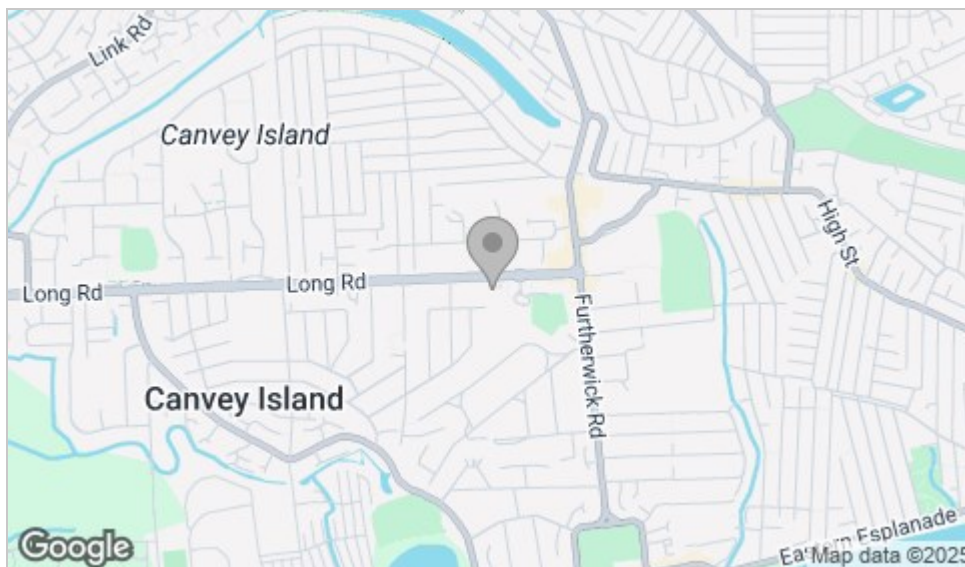 Link Rd
Canvey Island
High St
Long Rd
Long Rd
Furtherwick Rd
Canvey Island
Eastern Esplanade
Google
Map data ©2025